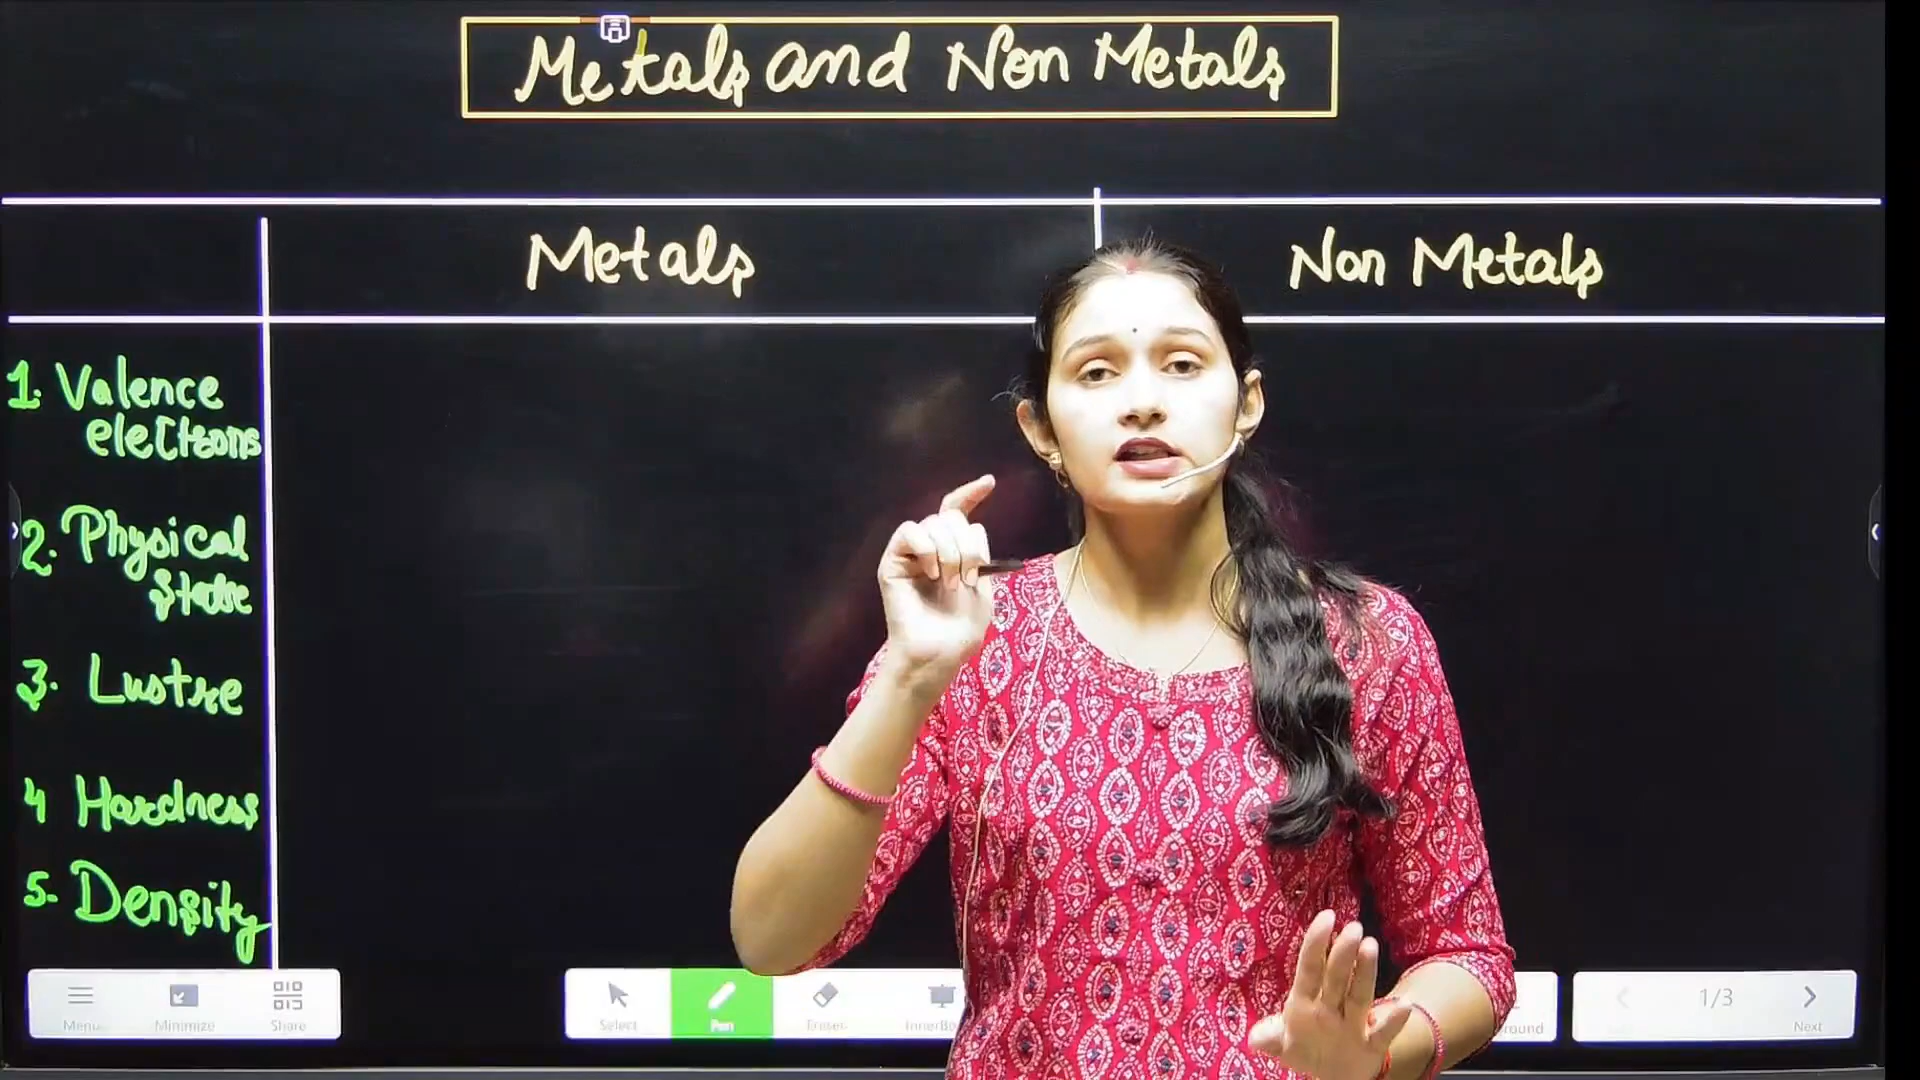 Metals and Non Metals
Metals
Non Metals
1. Valence
electrons
2. Physical
state
3. Lustre
4 Hardness
5. Density
Menu
Minimize
Share
Select
Pen
Eraser
1/3
Next